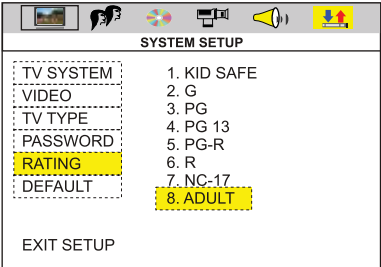 SYSTEM SETUP
TV SYSTEM
VIDEO
TV TYPE
PASSWORD
RATING
DEFAULT
1. KID SAFE
2. G
3. PG
4. PG 13
5. PG-R
6. R
7. NC-17
8. ADULT
EXIT SETUP